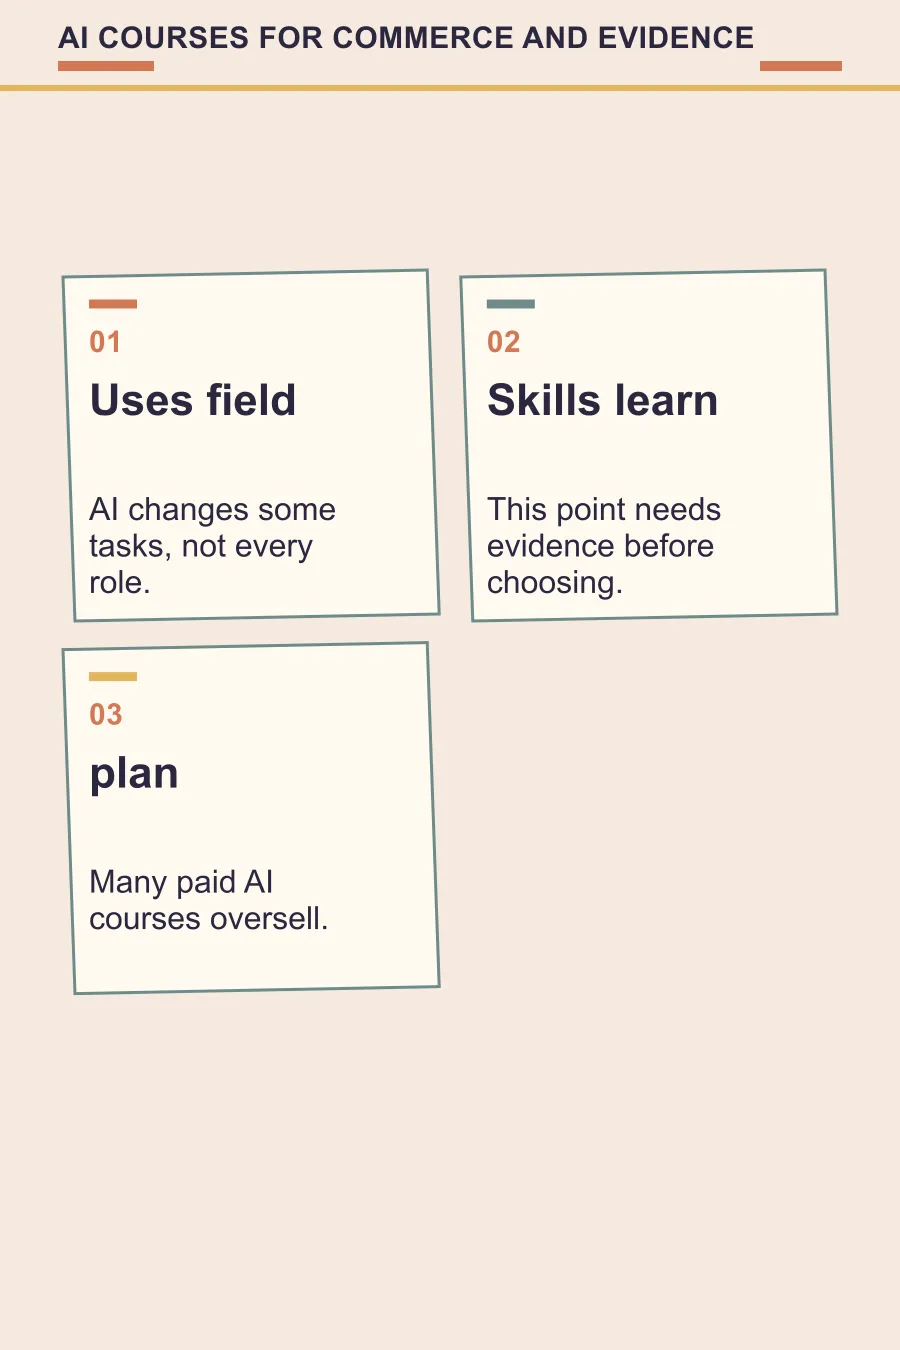 AI COURSES FOR COMMERCE AND EVIDENCE
01
Uses field
AI changes some
tasks, not every
role.
02
Skills learn
This point needs
evidence before
choosing.
03
plan
Many paid AI
courses oversell.